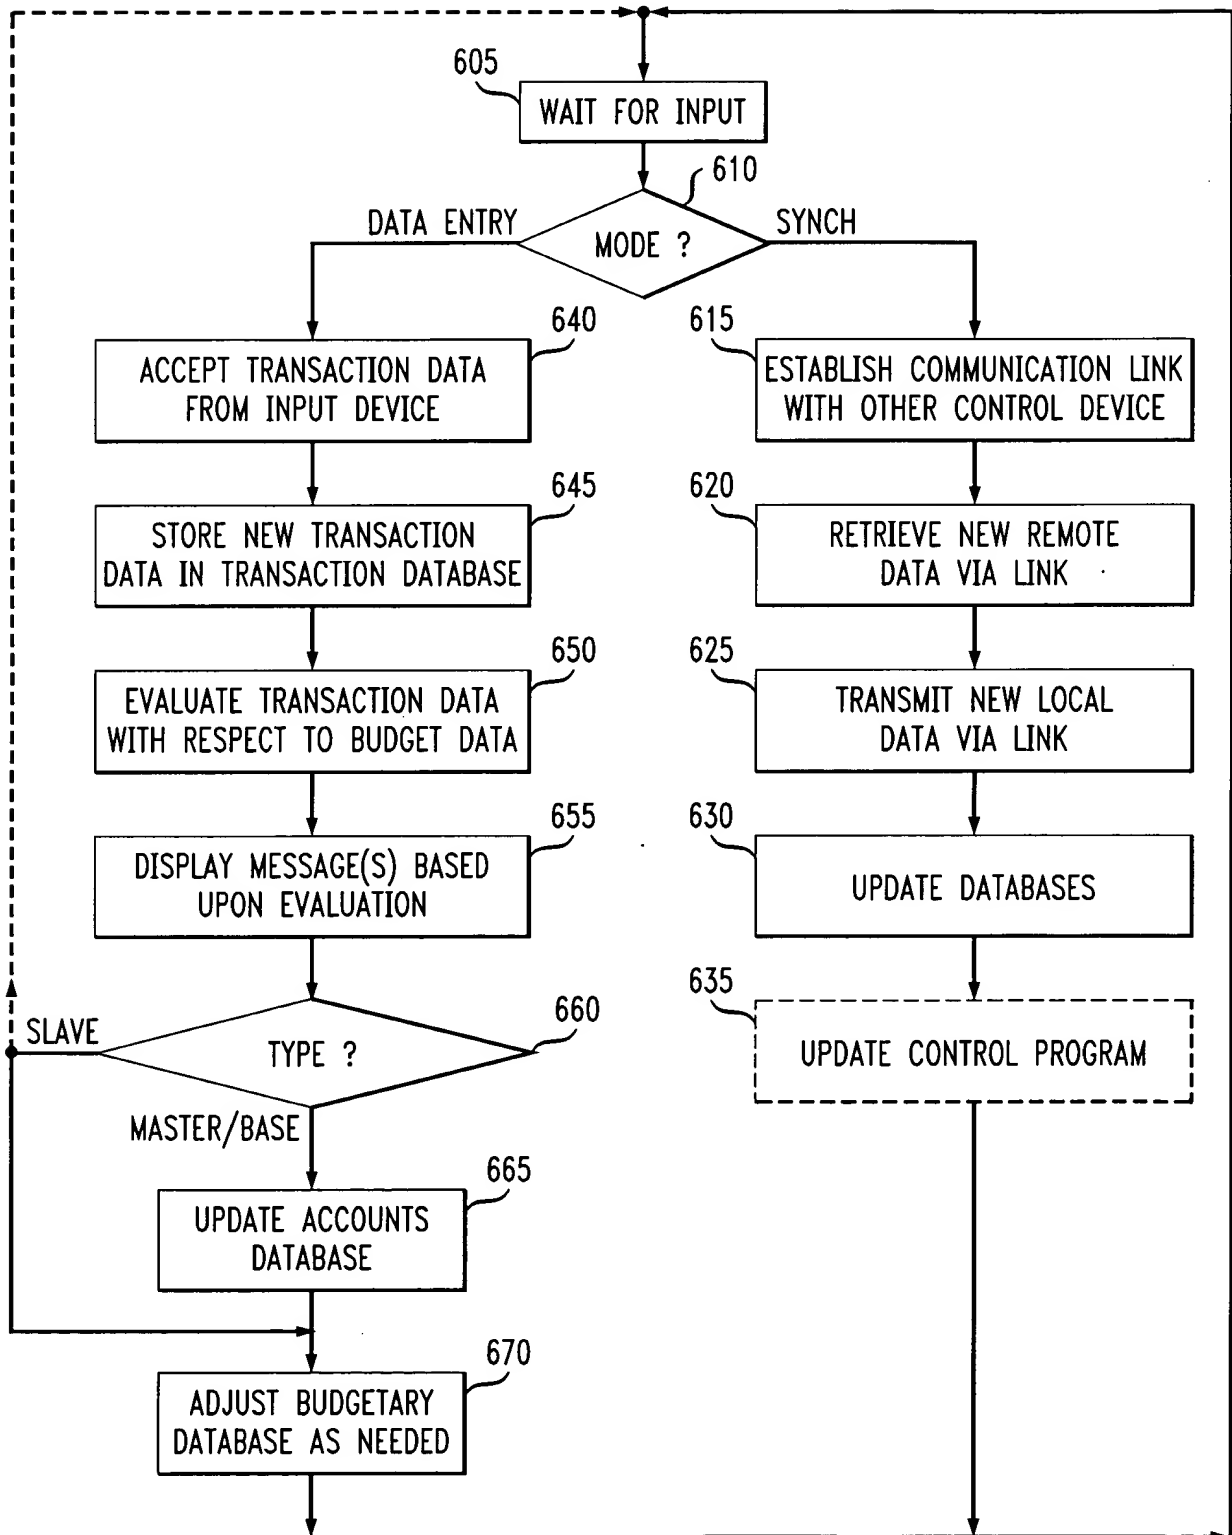 605
WAIT FOR INPUT
610
DATA ENTRY
MODE ?
SYNCH
640
ACCEPT TRANSACTION DATA
FROM INPUT DEVICE
645
STORE NEW TRANSACTION
DATA IN TRANSACTION DATABASE
650
EVALUATE TRANSACTION DATA
WITH RESPECT TO BUDGET DATA
655
DISPLAY MESSAGE(S) BASED
UPON EVALUATION
660
SLAVE
TYPE ?
MASTER/BASE
665
UPDATE ACCOUNTS
DATABASE
670
ADJUST BUDGETARY
DATABASE AS NEEDED
615
ESTABLISH COMMUNICATION LINK
WITH OTHER CONTROL DEVICE
620
RETRIEVE NEW REMOTE
DATA VIA LINK
625
TRANSMIT NEW LOCAL
DATA VIA LINK
630
UPDATE DATABASES
635
UPDATE CONTROL PROGRAM